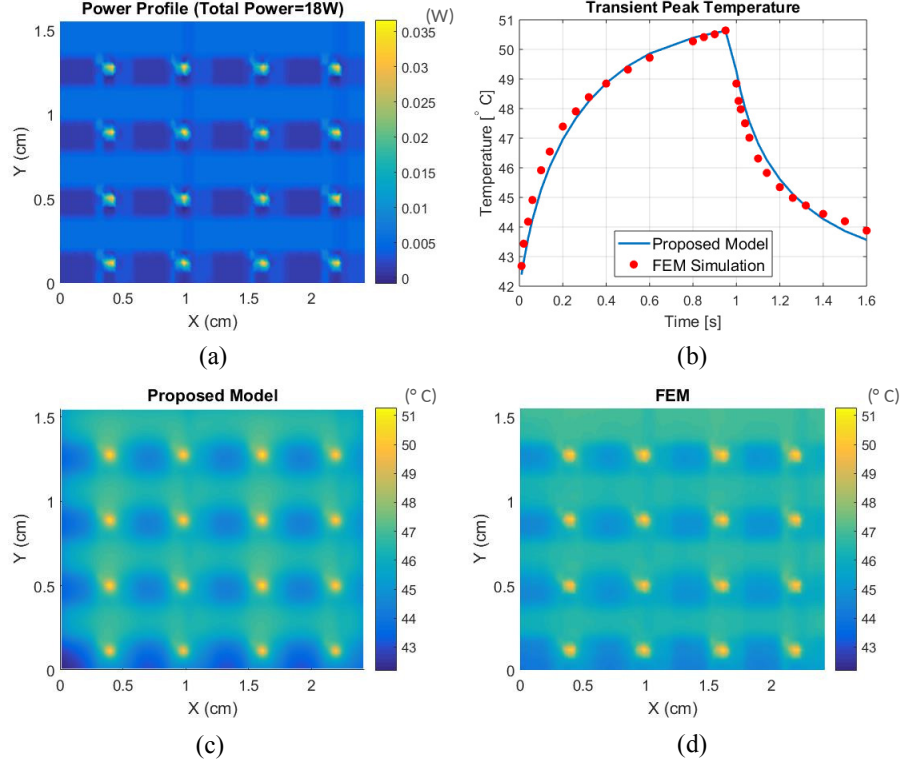 Power Profile (Total Power=18W)
(W)
1.5
1
0.5
0
Y (cm)
0 0.5 1 1.5 2
X (cm)
0.035
0.03
0.025
0.02
0.015
0.01
0.005
0
(a)
Transient Peak Temperature
51
50
49
48
47
46
45
44
43
42
Temperature [° C]
Proposed Model
FEM Simulation
0 0.2 0.4 0.6 0.8 1 1.2 1.4 1.6
Time [s]
(b)
Proposed Model
(° C)
1.5
1
0.5
0
Y (cm)
0 0.5 1 1.5 2
X (cm)
51
50
49
48
47
46
45
44
43
(c)
FEM
(° C)
1.5
1
0.5
0
Y (cm)
0 0.5 1 1.5 2
X (cm)
51
50
49
48
47
46
45
44
43
(d)